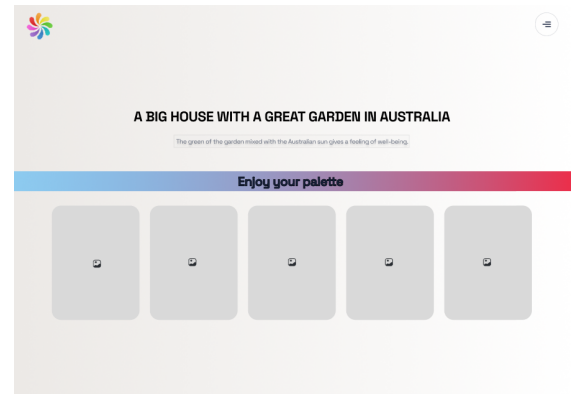 A BIG HOUSE WITH A GREAT GARDEN IN AUSTRALIA
The green of the garden mixed with the Australian sun gives a feeling of well-being.
Enjoy your palette